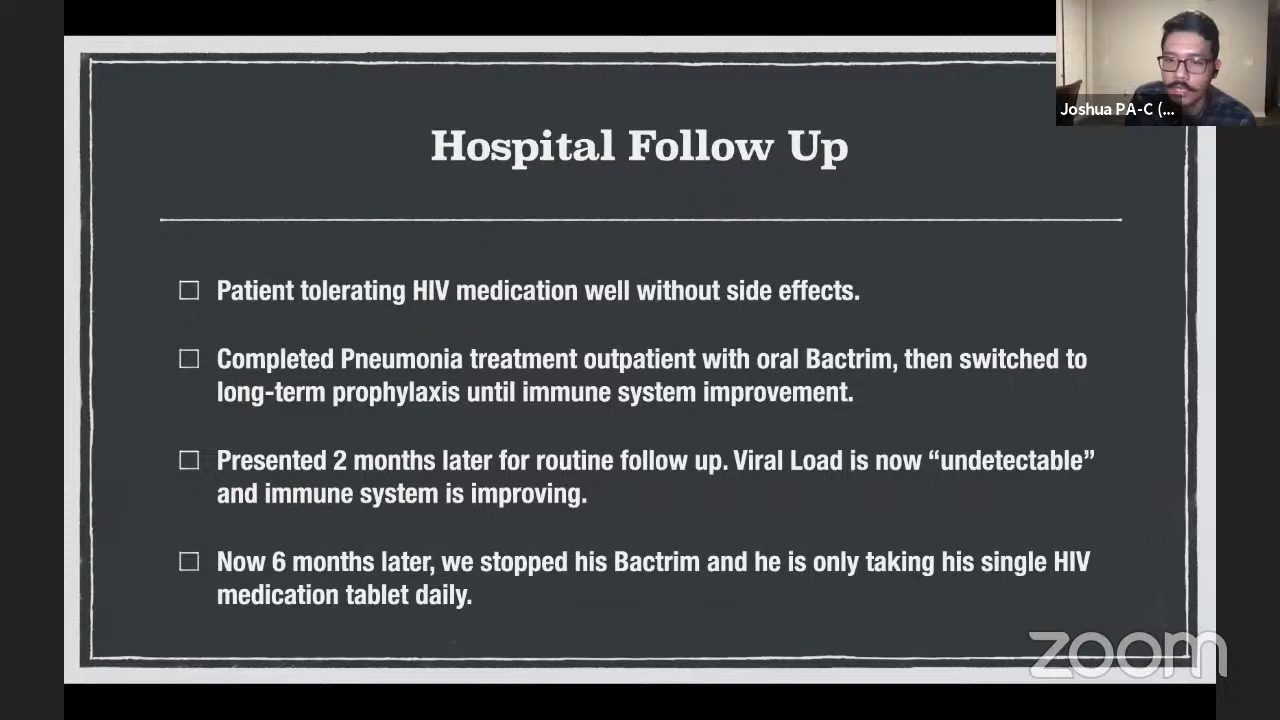 Joshua PA-C (...
Hospital Follow Up
Patient tolerating HIV medication well without side effects.
Completed Pneumonia treatment outpatient with oral Bactrim, then switched to
long-term prophylaxis until immune system improvement.
Presented 2 months later for routine follow up. Viral Load is now “undetectable”
and immune system is improving.
Now 6 months later, we stopped his Bactrim and he is only taking his single HIV
medication tablet daily.
zoom